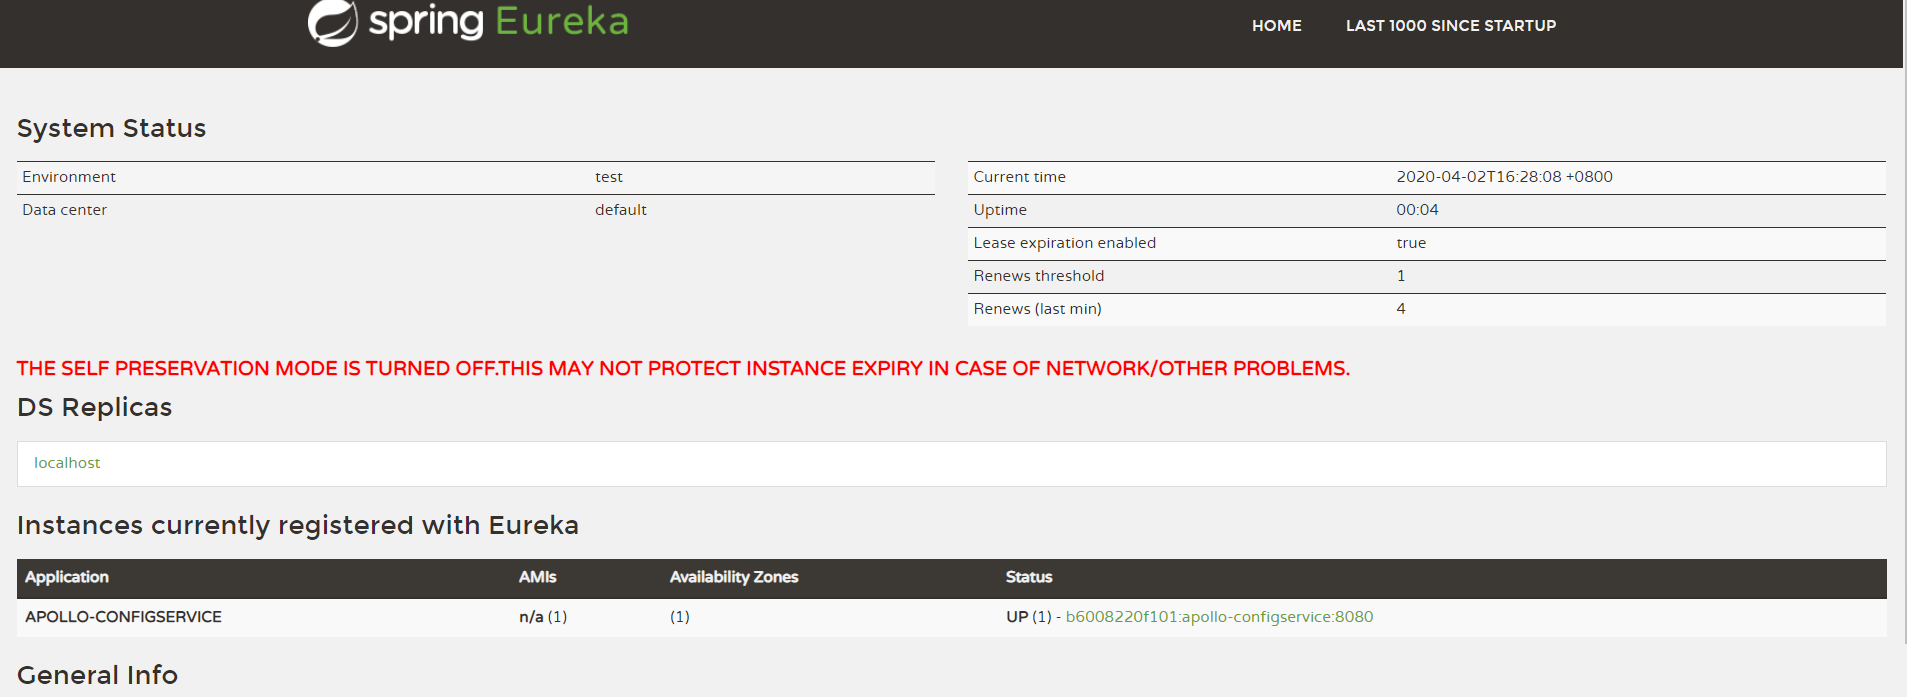 spring Eureka
HOME LAST 1000 SINCE STARTUP
System Status
Environment test
Data center default
Current time 2020-04-02T16:28:08 +0800
Uptime 00:04
Lease expiration enabled true
Renews threshold 1
Renews (last min) 4
THE SELF PRESERVATION MODE IS TURNED OFF.THIS MAY NOT PROTECT INSTANCE EXPIRY IN CASE OF NETWORK/OTHER PROBLEMS.
DS Replicas
localhost
Instances currently registered with Eureka
Application AMIs Availability Zones Status
APOLLO-CONFIGSERVICE n/a (1) (1) UP (1) - b6008220f101:apollo-configservice:8080
General Info